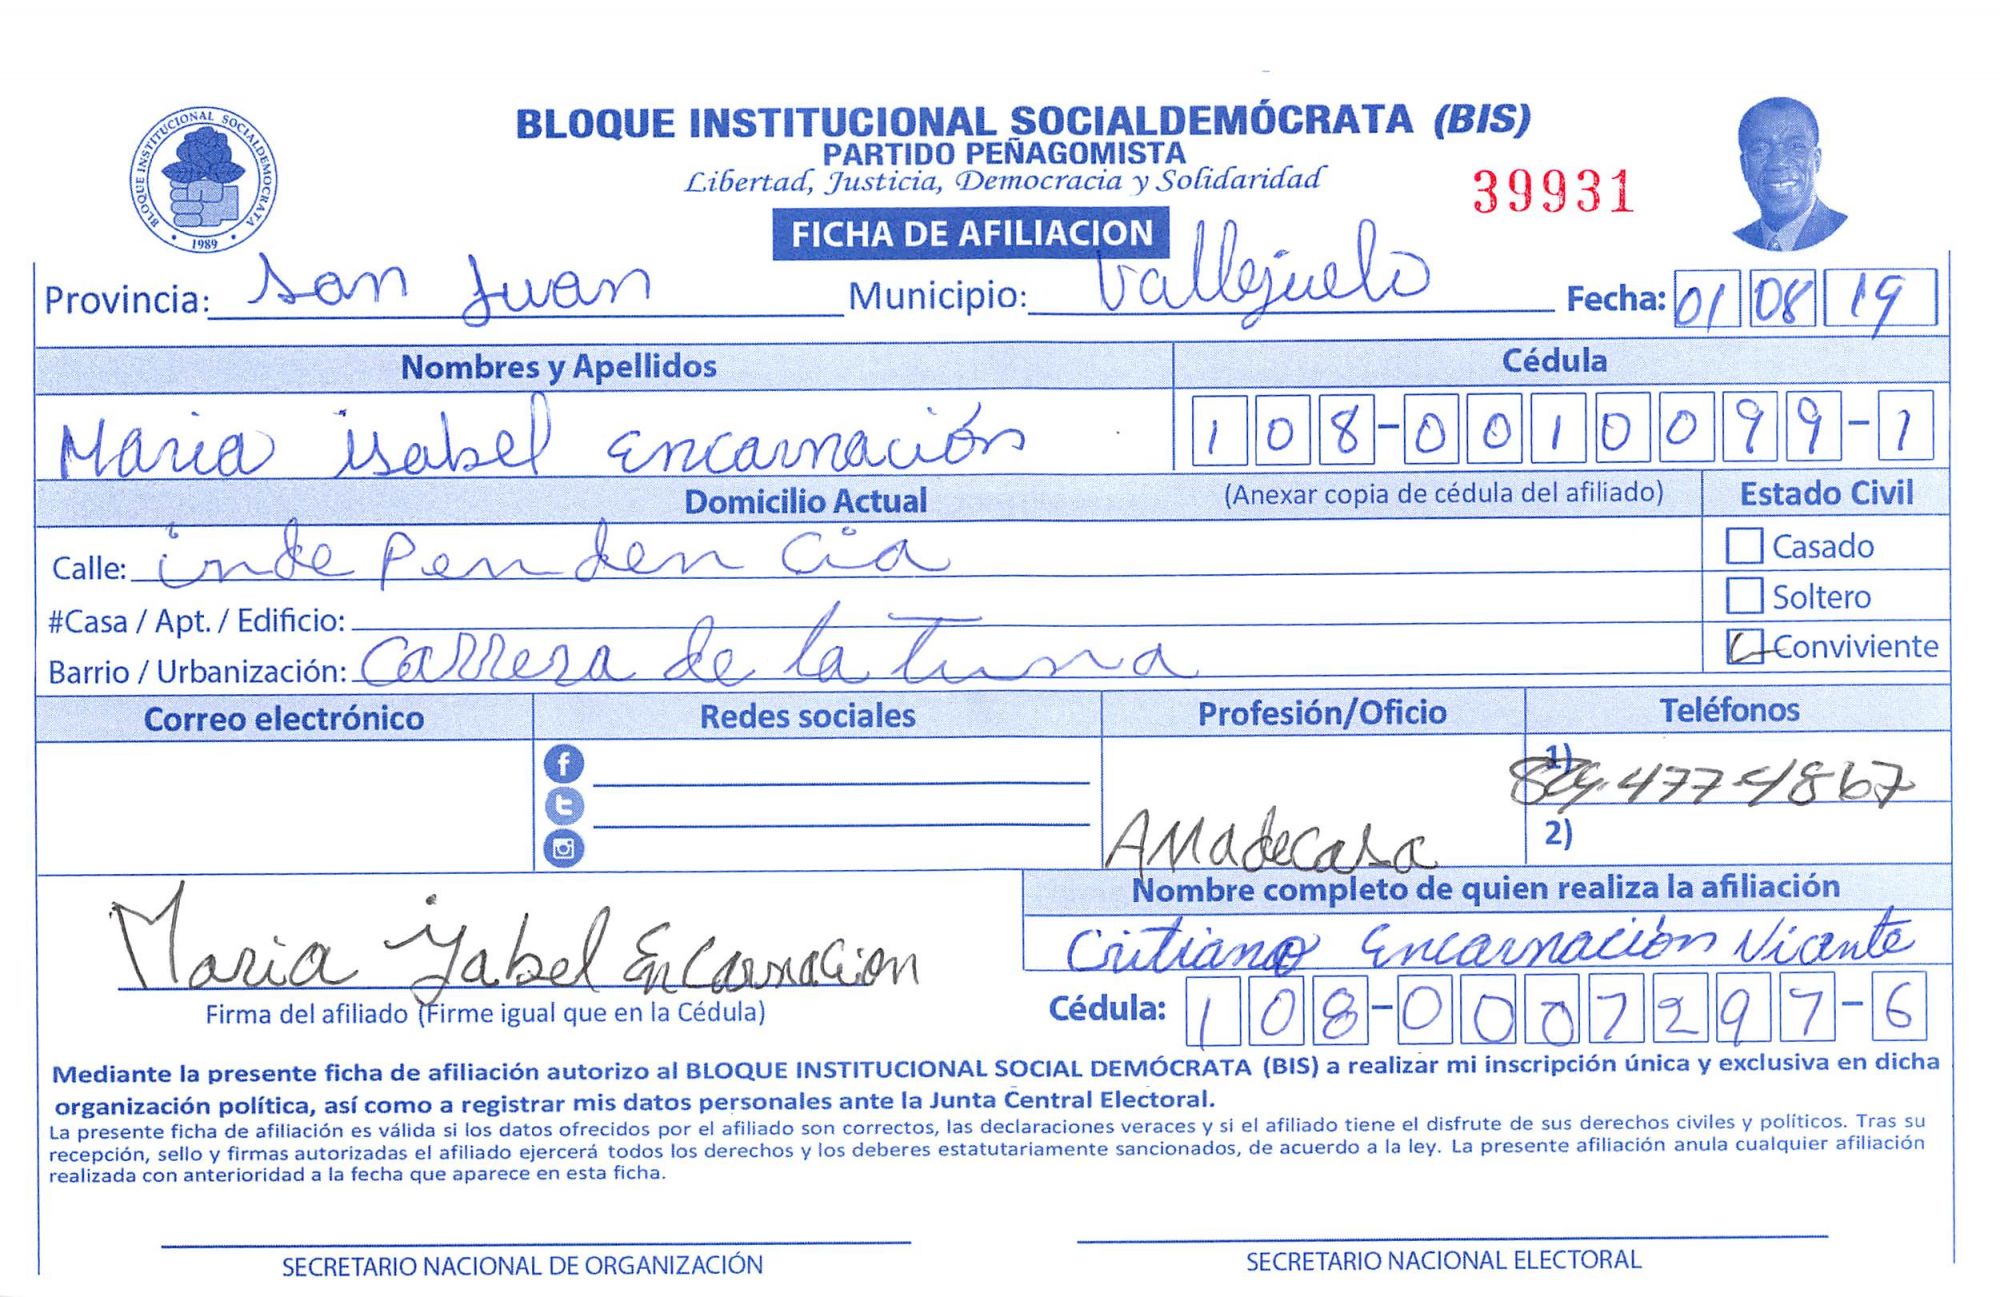 BLOQUE INSTITUCIONAL SOCIALDEMÓCRATA (BIS)
PARTIDO PEÑAGOMISTA
Libertad, Justicia, Democracia y Solidaridad
39931
BLOQUE INSTITUCIONAL SOCIALDEMOCRATA
1989
FICHA DE AFILIACION
Provincia: San Juan Municipio: Vallejuelo Fecha: 01 08 19
Nombres y Apellidos Cédula
Maria isabel Encarnación 108-0010099-1
Domicilio Actual (Anexar copia de cédula del afiliado) Estado Civil
Calle: independencia Casado
#Casa / Apt. / Edificio: Soltero
Barrio / Urbanización: Carrera de la tuna Conviviente
Correo electrónico Redes sociales Profesión/Oficio Teléfonos
1) 829-477-4867
2)
AMadecasa
Nombre completo de quien realiza la afiliación
Critiano Encarnación Vicante
Maria Ysabel Encarnacion
Firma del afiliado (Firme igual que en la Cédula) Cédula: 108-0007297-6
Mediante la presente ficha de afiliación autorizo al BLOQUE INSTITUCIONAL SOCIAL DEMÓCRATA (BIS) a realizar mi inscripción única y exclusiva en dicha
organización política, así como a registrar mis datos personales ante la Junta Central Electoral.
La presente ficha de afiliación es válida si los datos ofrecidos por el afiliado son correctos, las declaraciones veraces y si el afiliado tiene el disfrute de sus derechos civiles y políticos. Tras su
recepción, sello y firmas autorizadas el afiliado ejercerá todos los derechos y los deberes estatutariamente sancionados, de acuerdo a la ley. La presente afiliación anula cualquier afiliación
realizada con anterioridad a la fecha que aparece en esta ficha.
SECRETARIO NACIONAL DE ORGANIZACIÓN SECRETARIO NACIONAL ELECTORAL